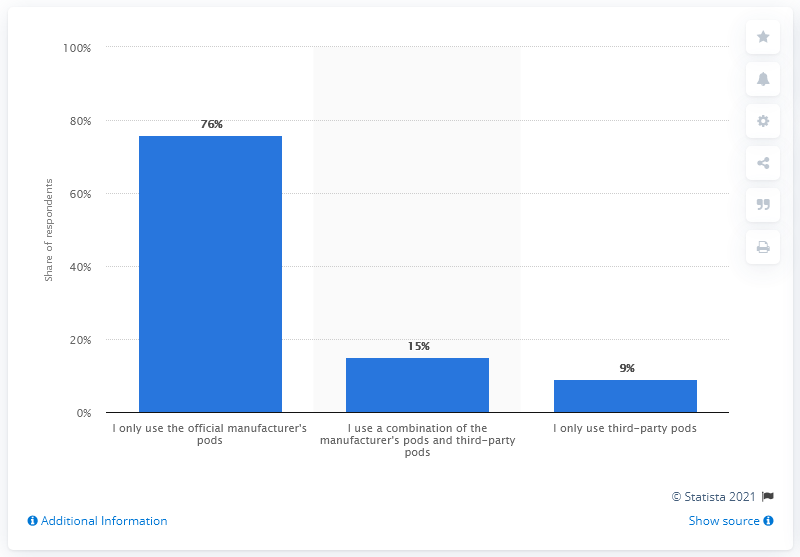 100%
80%
60%
40%
20%
0%
Share of respondents
76%
15%
9%
I only use the official manufacturer's
pods
I use a combination of the
manufacturer's pods and third-party
pods
I only use third-party pods
© Statista 2021
Additional Information
Show source